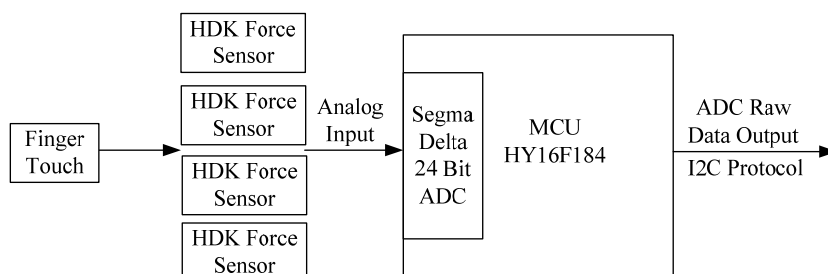 Finger
Touch
HDK Force
Sensor
HDK Force
Sensor
HDK Force
Sensor
HDK Force
Sensor
Analog
Input
Segma
Delta
24 Bit
ADC
MCU
HY16F184
ADC Raw
Data Output
I2C Protocol